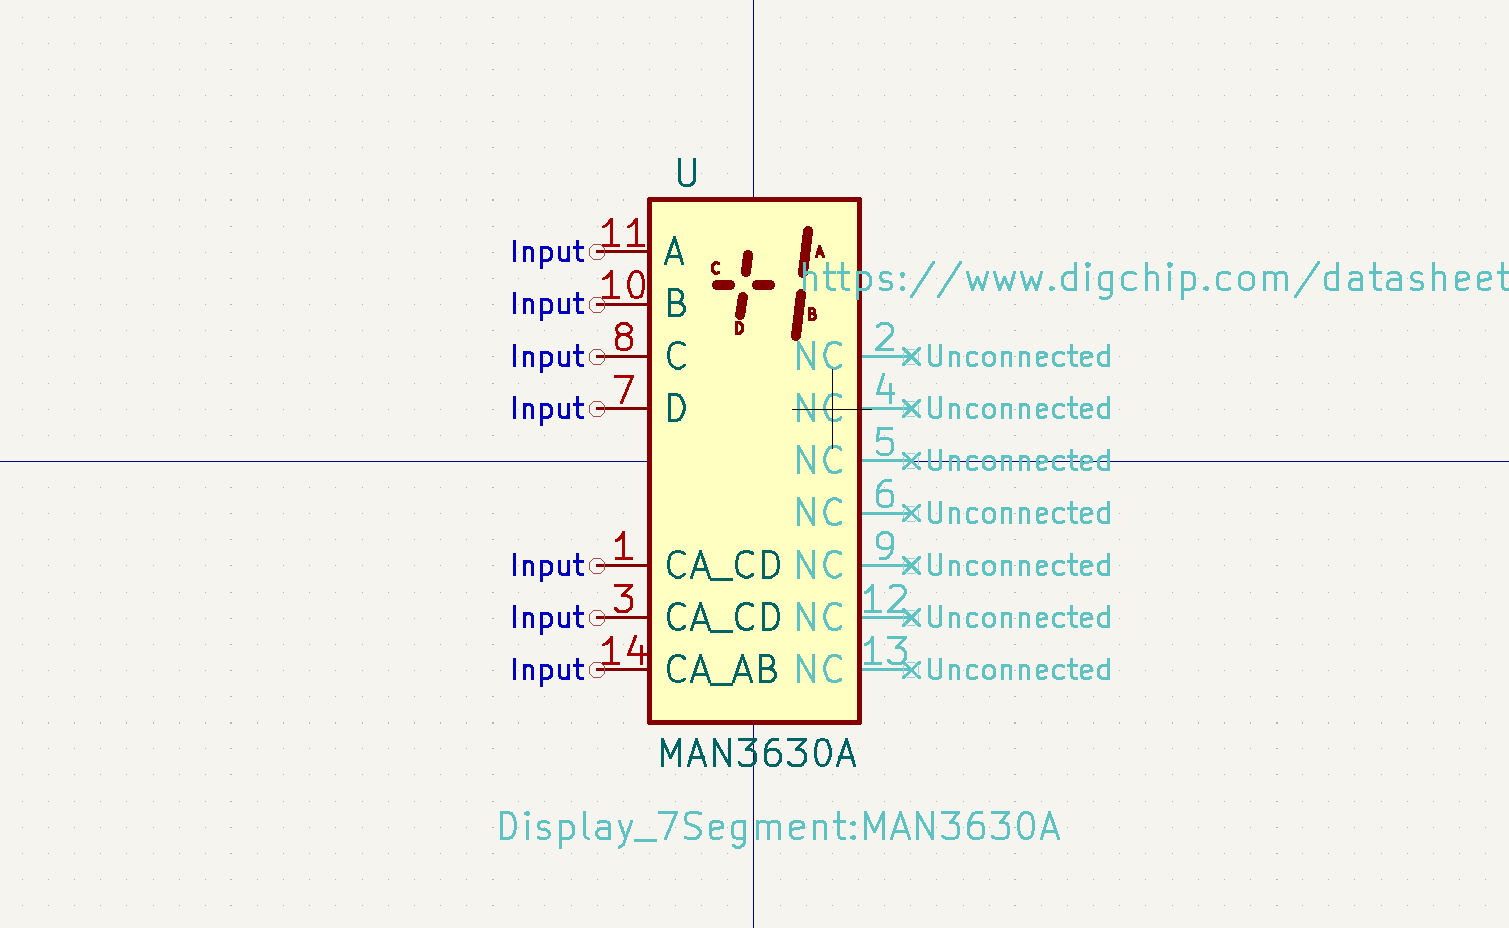 U
Input 11 A
C
A
https://www.digchip.com/datasheet
Input 10 B
D
B
Input 8 C NC 2 Unconnected
Input 7 D NC 4 Unconnected
NC 5 Unconnected
NC 6 Unconnected
Input 1 CA_CD NC 9 Unconnected
Input 3 CA_CD NC 12 Unconnected
Input 14 CA_AB NC 13 Unconnected
MAN3630A
Display_7Segment:MAN3630A